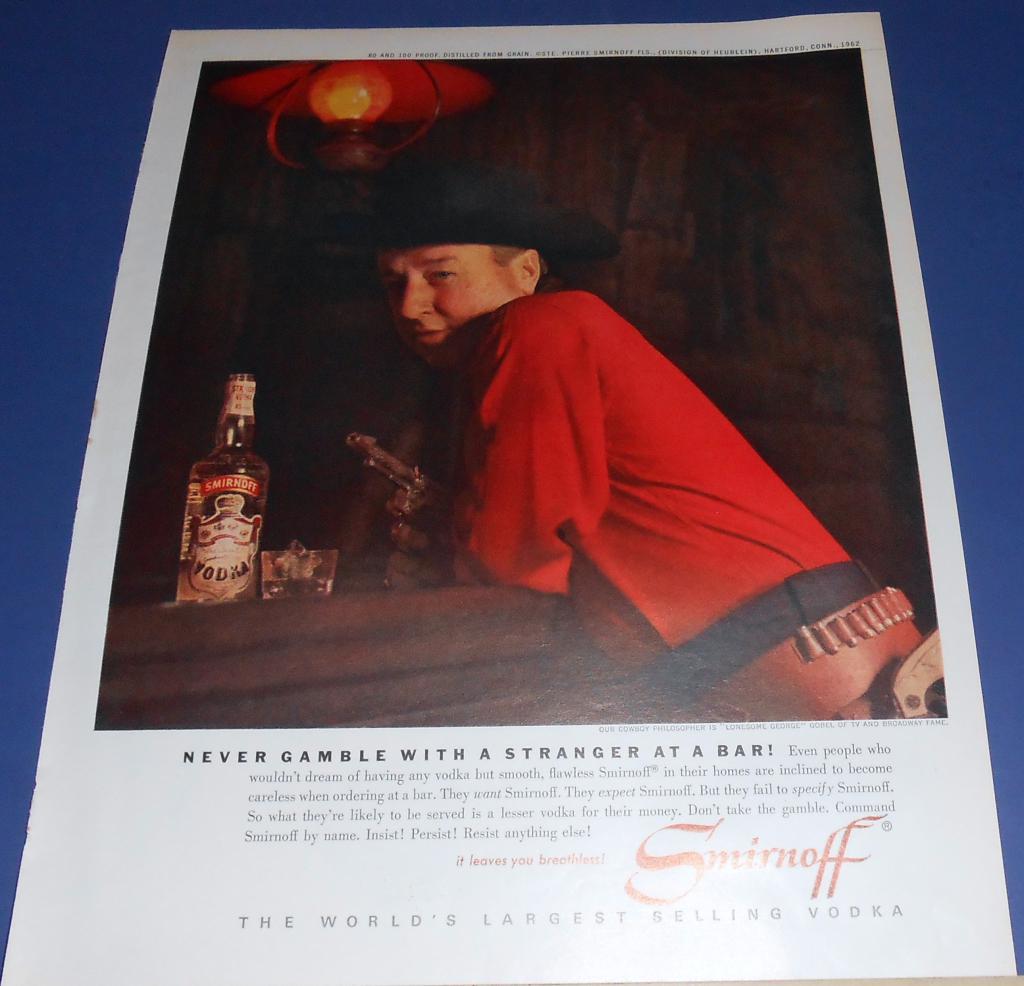 80 AND 100 PROOF. DISTILLED FROM GRAIN. ©STE. PIERRE SMIRNOFF FLS., (DIVISION OF HEUBLEIN), HARTFORD, CONN., 1962
SMIRNOFF
VODKA
OUR COWBOY PHILOSOPHER IS "LONESOME GEORGE" GOBEL OF TV AND BROADWAY FAME.
NEVER GAMBLE WITH A STRANGER AT A BAR! Even people who
wouldn't dream of having any vodka but smooth, flawless Smirnoff® in their homes are inclined to become
careless when ordering at a bar. They want Smirnoff. They expect Smirnoff. But they fail to specify Smirnoff.
So what they're likely to be served is a lesser vodka for their money. Don't take the gamble. Command
Smirnoff by name. Insist! Persist! Resist anything else!
it leaves you breathless!
Smirnoff®
THE WORLD'S LARGEST SELLING VODKA